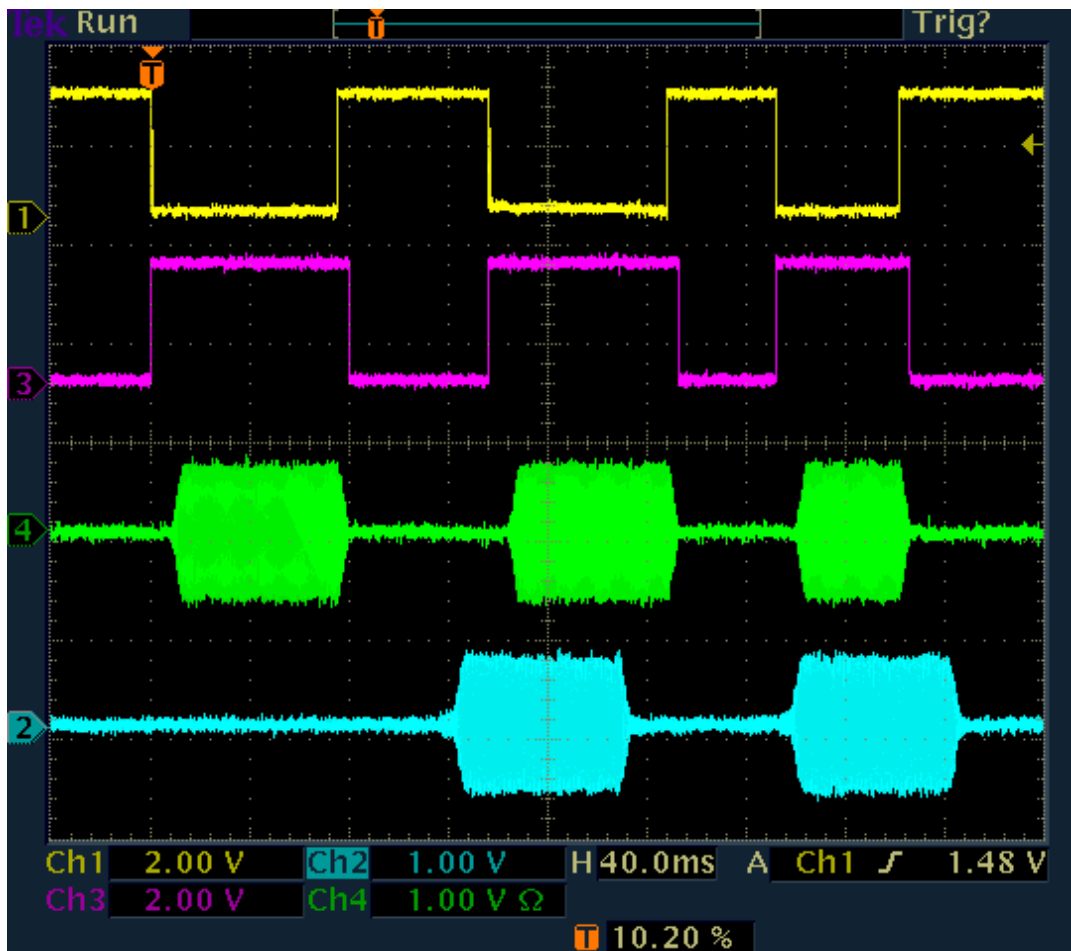 Tek Run Trig?
T
T
1
3
4
2
Ch1 2.00 V Ch2 1.00 V H 40.0ms A Ch1 1.48 V
Ch3 2.00 V Ch4 1.00 V Ω
T 10.20 %